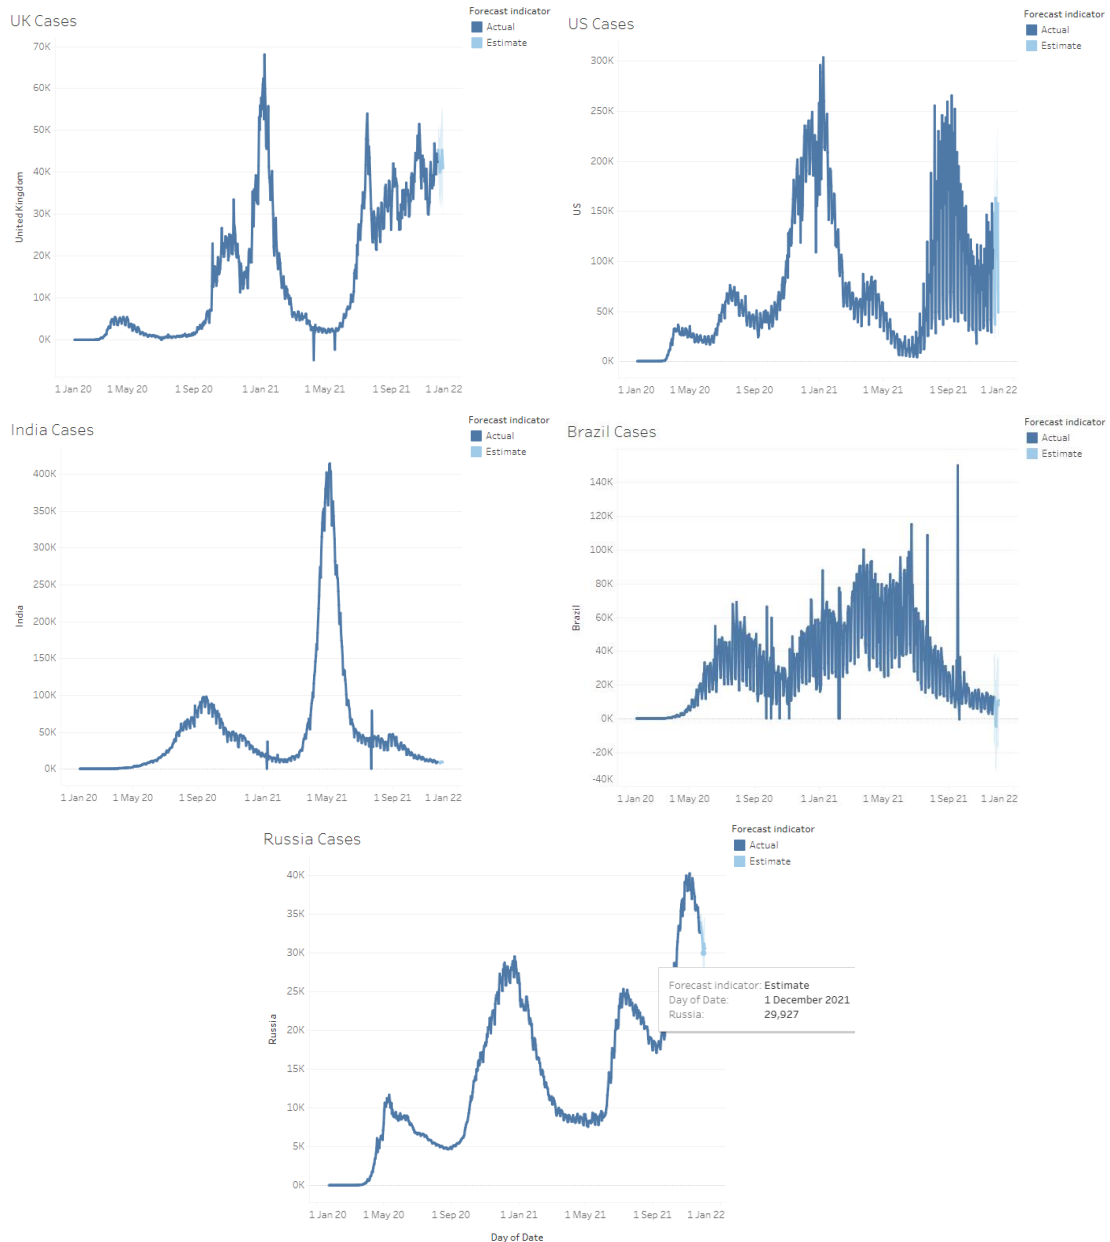 UK Cases
Forecast indicator
Actual
Estimate
70K
60K
50K
40K
30K
20K
10K
0K
United Kingdom
1 Jan 20 1 May 20 1 Sep 20 1 Jan 21 1 May 21 1 Sep 21 1 Jan 22
US Cases
Forecast indicator
Actual
Estimate
300K
250K
200K
150K
100K
50K
0K
US
1 Jan 20 1 May 20 1 Sep 20 1 Jan 21 1 May 21 1 Sep 21 1 Jan 22
India Cases
Forecast indicator
Actual
Estimate
400K
350K
300K
250K
200K
150K
100K
50K
0K
India
1 Jan 20 1 May 20 1 Sep 20 1 Jan 21 1 May 21 1 Sep 21 1 Jan 22
Brazil Cases
Forecast indicator
Actual
Estimate
140K
120K
100K
80K
60K
40K
20K
0K
-20K
-40K
Brazil
1 Jan 20 1 May 20 1 Sep 20 1 Jan 21 1 May 21 1 Sep 21 1 Jan 22
Russia Cases
Forecast indicator
Actual
Estimate
40K
35K
30K
25K
20K
15K
10K
5K
0K
Russia
Forecast indicator: Estimate
Day of Date: 1 December 2021
Russia: 29,927
1 Jan 20 1 May 20 1 Sep 20 1 Jan 21 1 May 21 1 Sep 21 1 Jan 22
Day of Date